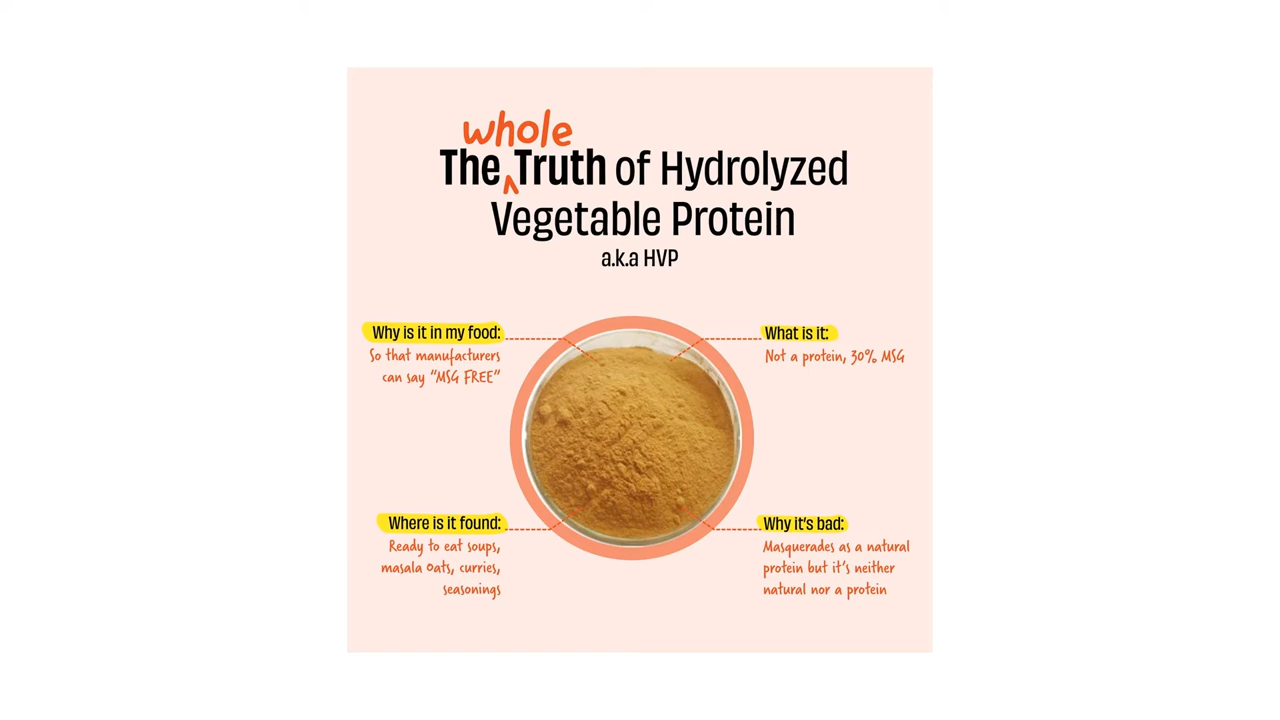 whole
The Truth of Hydrolyzed
Vegetable Protein
a.k.a HVP
Why is it in my food:
So that manufacturers
can say “MSG FREE”
What is it:
Not a protein, 30% MSG
Where is it found:
Ready to eat soups,
masala oats, curries,
seasonings
Why it's bad:
Masquerades as a natural
protein but it's neither
natural nor a protein